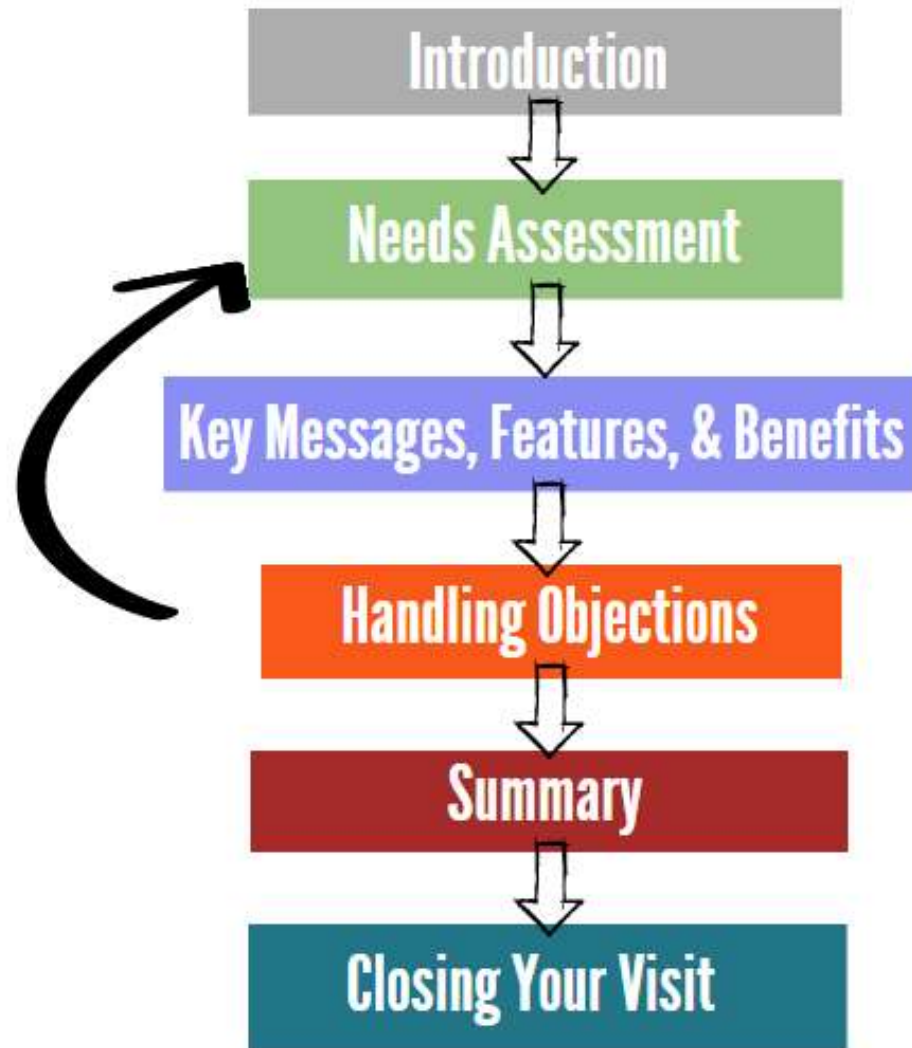 Introduction
Needs Assessment
Key Messages, Features, & Benefits
Handling Objections
Summary
Closing Your Visit